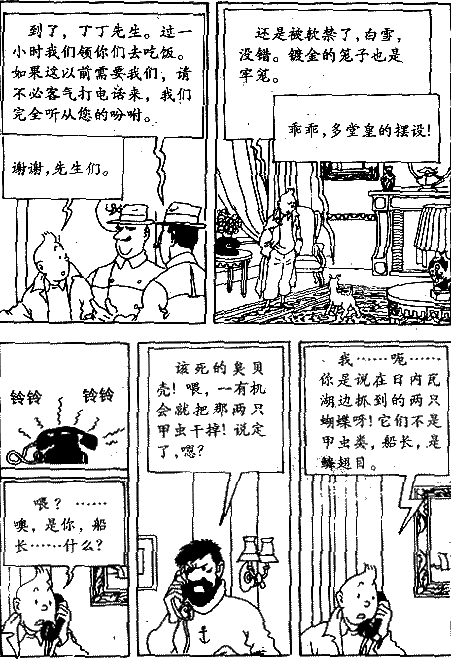 到了，丁丁先生。过一
小时我们领你们去吃饭。
如果这以前需要我们，请
不必客气打电话来，我们
完全听从您的吩咐。
谢谢，先生们。
还是被软禁了，白雪，
没错。镀金的笼子也是
牢笼。
乖乖，多堂皇的摆设！
铃铃 铃铃
喂？……
噢，是你，船
长……什么？
该死的臭贝
壳！喂，一有机
会就把那两只
甲虫干掉！说定
了，嗯？
我……呃……
你是说在日内瓦
湖边抓到的两只
蝴蝶呀！它们不是
甲虫类，船长，是
鳞翅目。